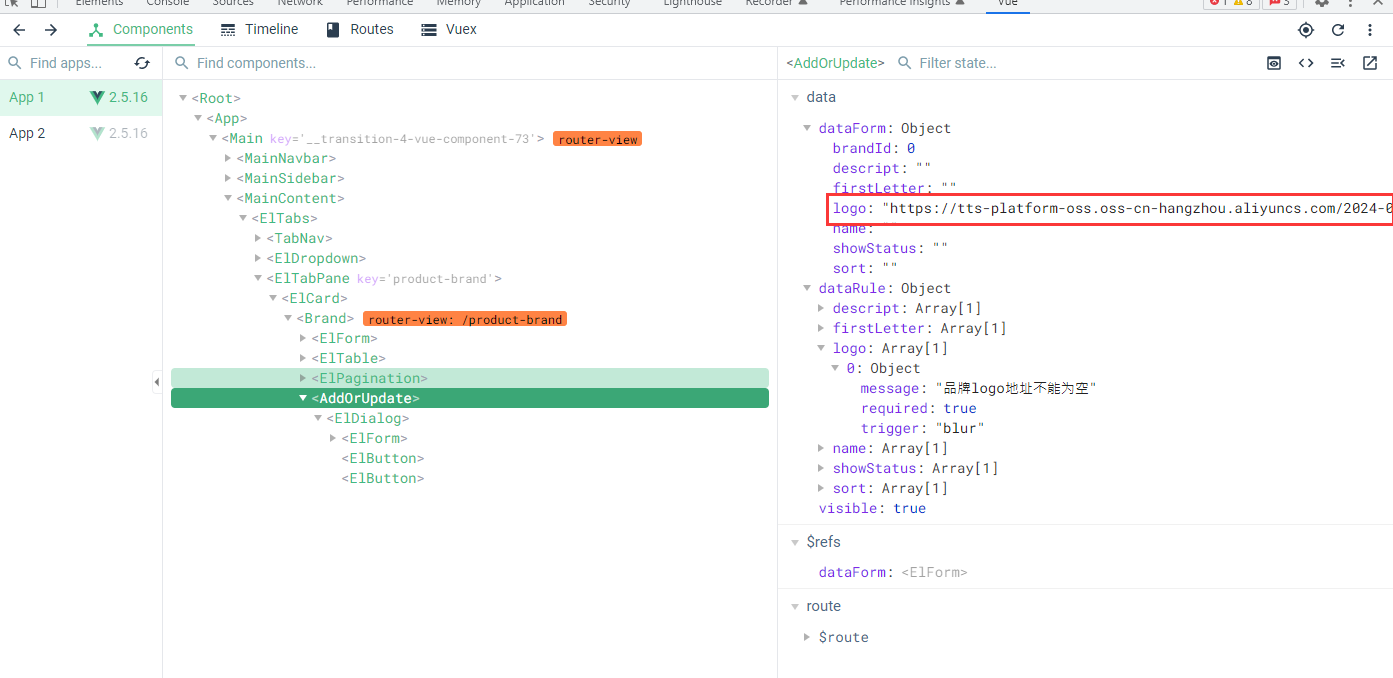 Elements Console Sources Network Performance Memory Application Security Lighthouse Recorder Performance insights Vue 1 8 3
Components Timeline Routes Vuex
Find apps...
Find components...
<AddOrUpdate> Filter state...
App 1 2.5.16
App 2 2.5.16
<Root>
<App>
<Main key='__transition-4-vue-component-73'> router-view
<MainNavbar>
<MainSidebar>
<MainContent>
<ElTabs>
<TabNav>
<ElDropdown>
<ElTabPane key='product-brand'>
<ElCard>
<Brand> router-view: /product-brand
<ElForm>
<ElTable>
<ElPagination>
<AddOrUpdate>
<ElDialog>
<ElForm>
<ElButton>
<ElButton>
data
dataForm: Object
brandId: 0
descript: ""
firstLetter: ""
logo: "https://tts-platform-oss.oss-cn-hangzhou.aliyuncs.com/2024-0
name: ""
showStatus: ""
sort: ""
dataRule: Object
descript: Array[1]
firstLetter: Array[1]
logo: Array[1]
0: Object
message: "品牌logo地址不能为空"
required: true
trigger: "blur"
name: Array[1]
showStatus: Array[1]
sort: Array[1]
visible: true
$refs
dataForm: <ElForm>
route
$route